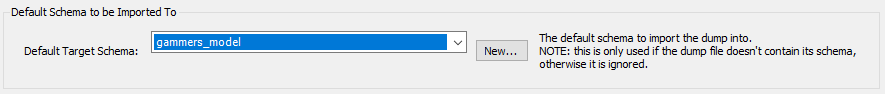 Default Schema to be Imported To
Default Target Schema:
gammers_model
New...
The default schema to import the dump into.
NOTE: this is only used if the dump file doesn't contain its schema,
otherwise it is ignored.